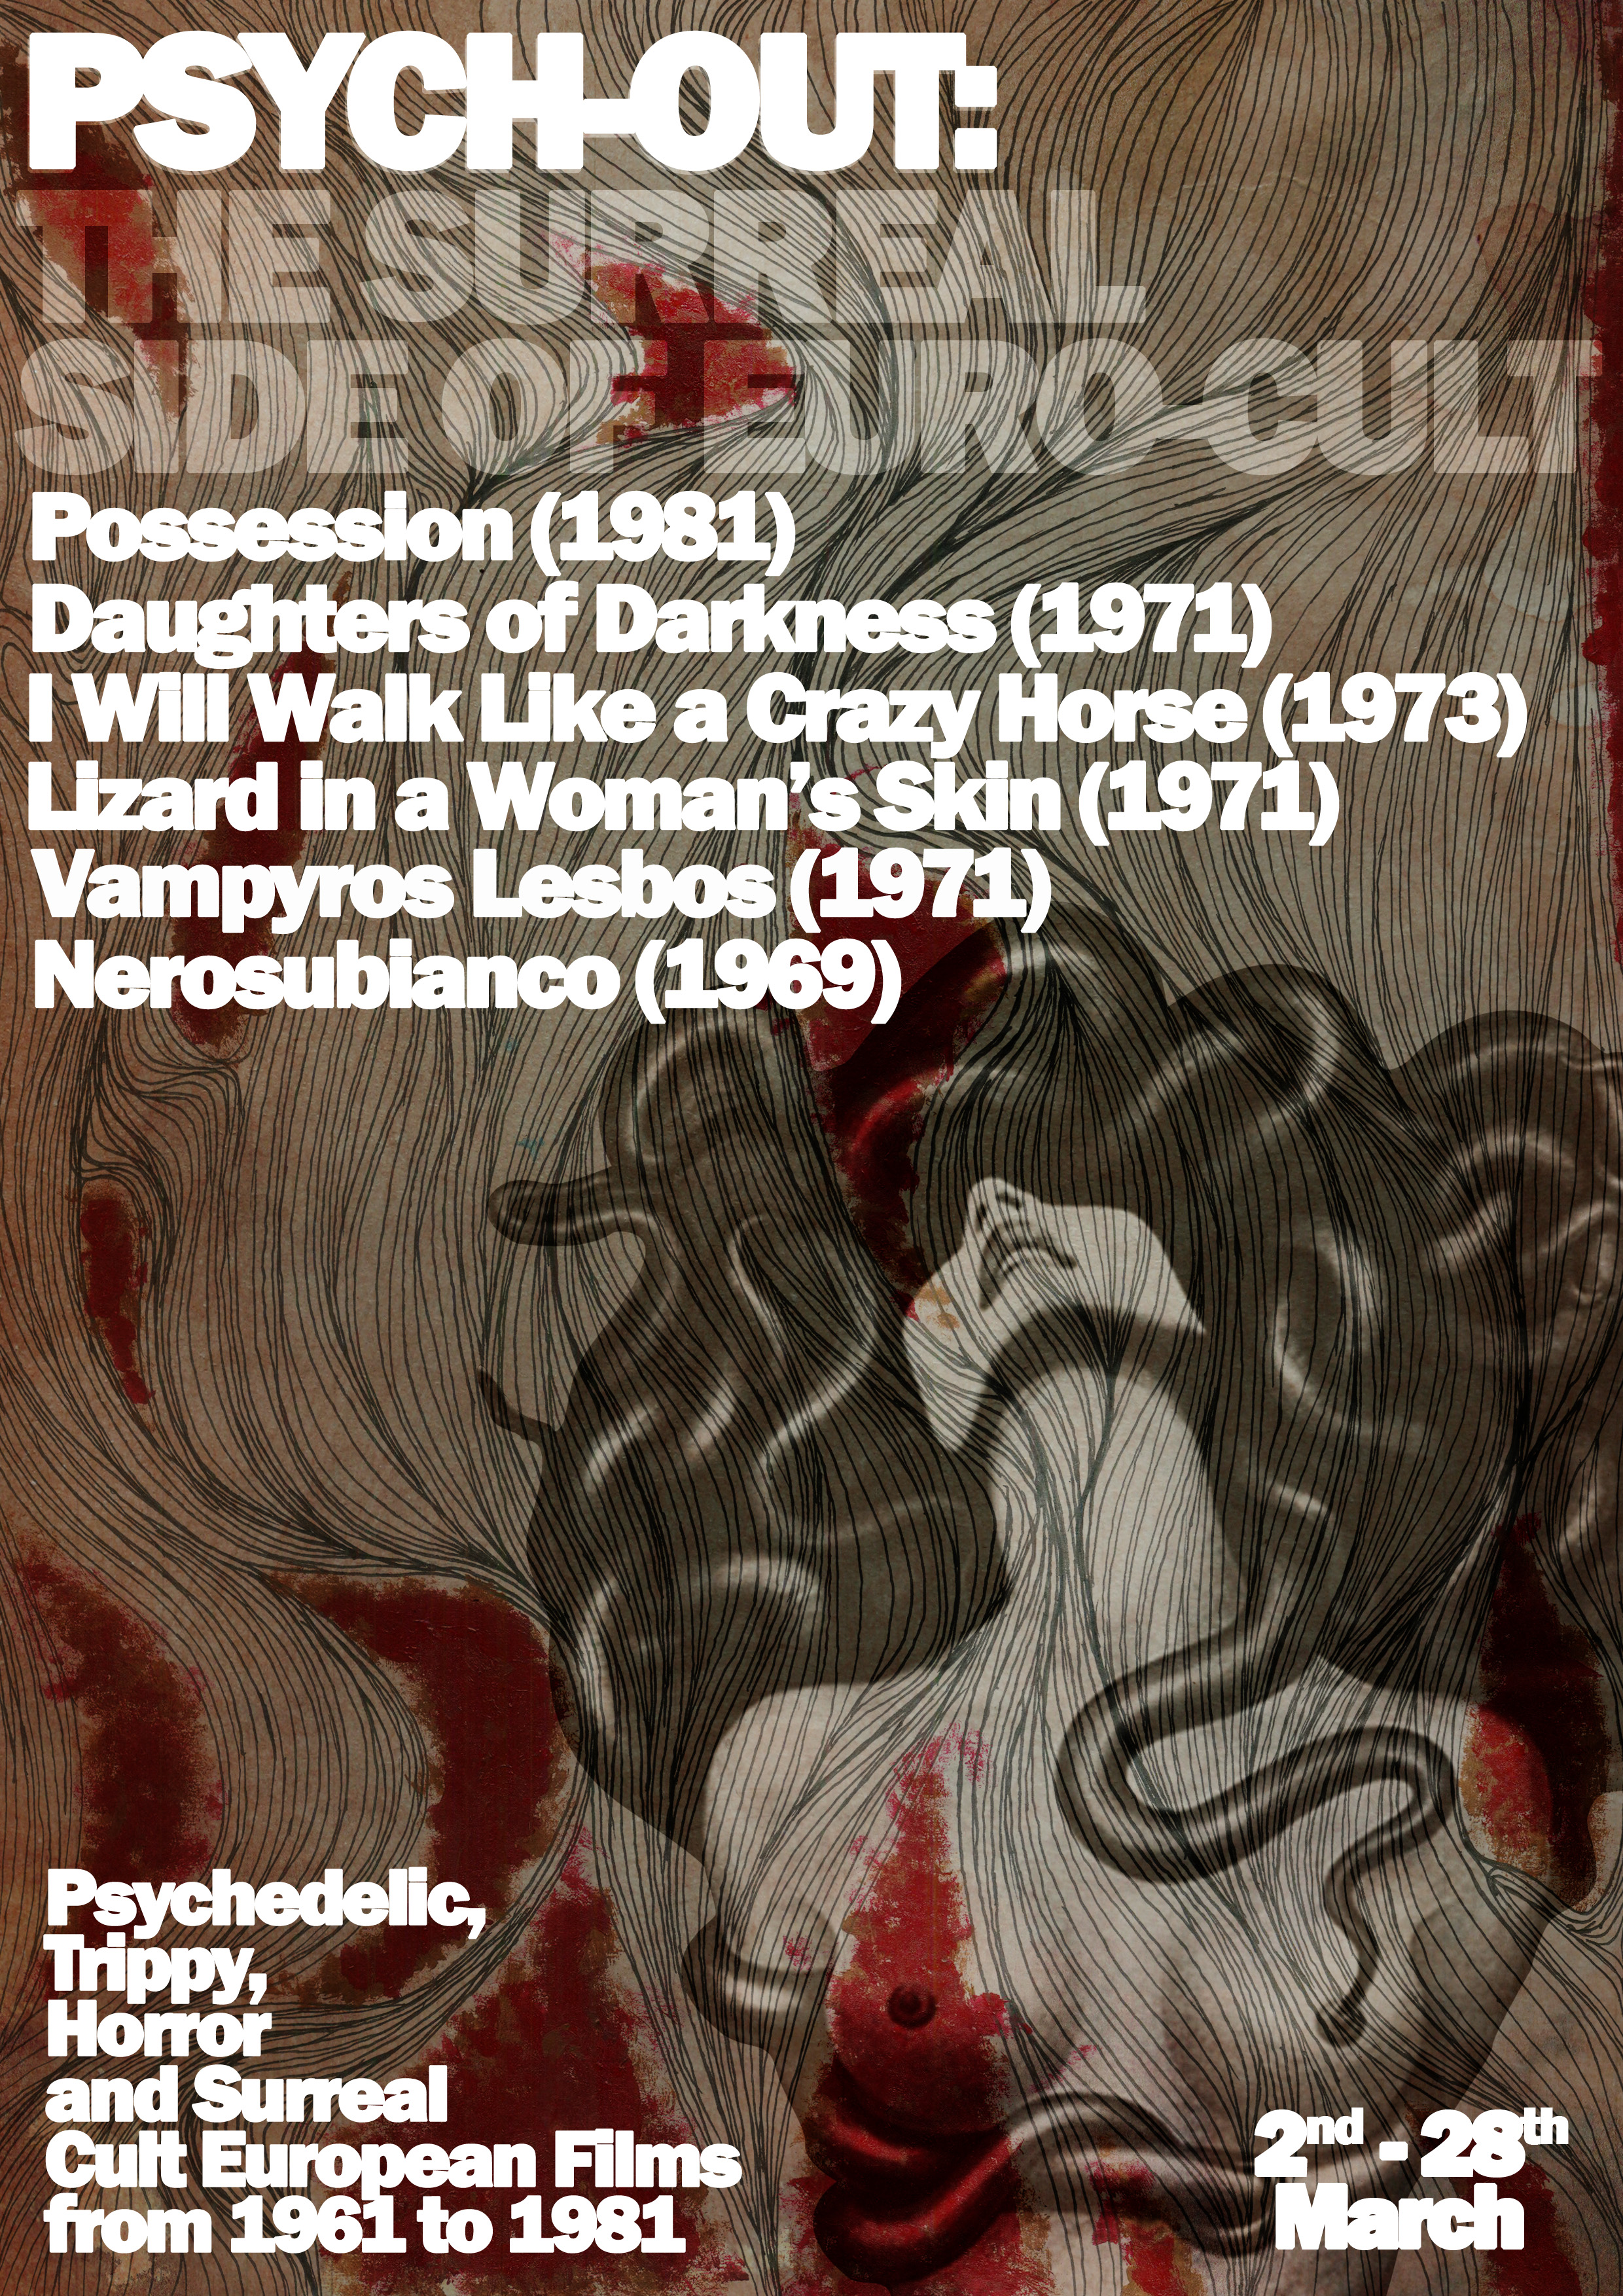 PSYCH-OUT:
THE SURREAL
SIDE OF EURO-CULT
Possession (1981)
Daughters of Darkness (1971)
I Will Walk Like a Crazy Horse (1973)
Lizard in a Woman’s Skin (1971)
Vampyros Lesbos (1971)
Nerosubianco (1969)
Psychedelic,
Trippy,
Horror
and Surreal
Cult European Films
from 1961 to 1981
2nd - 28th
March